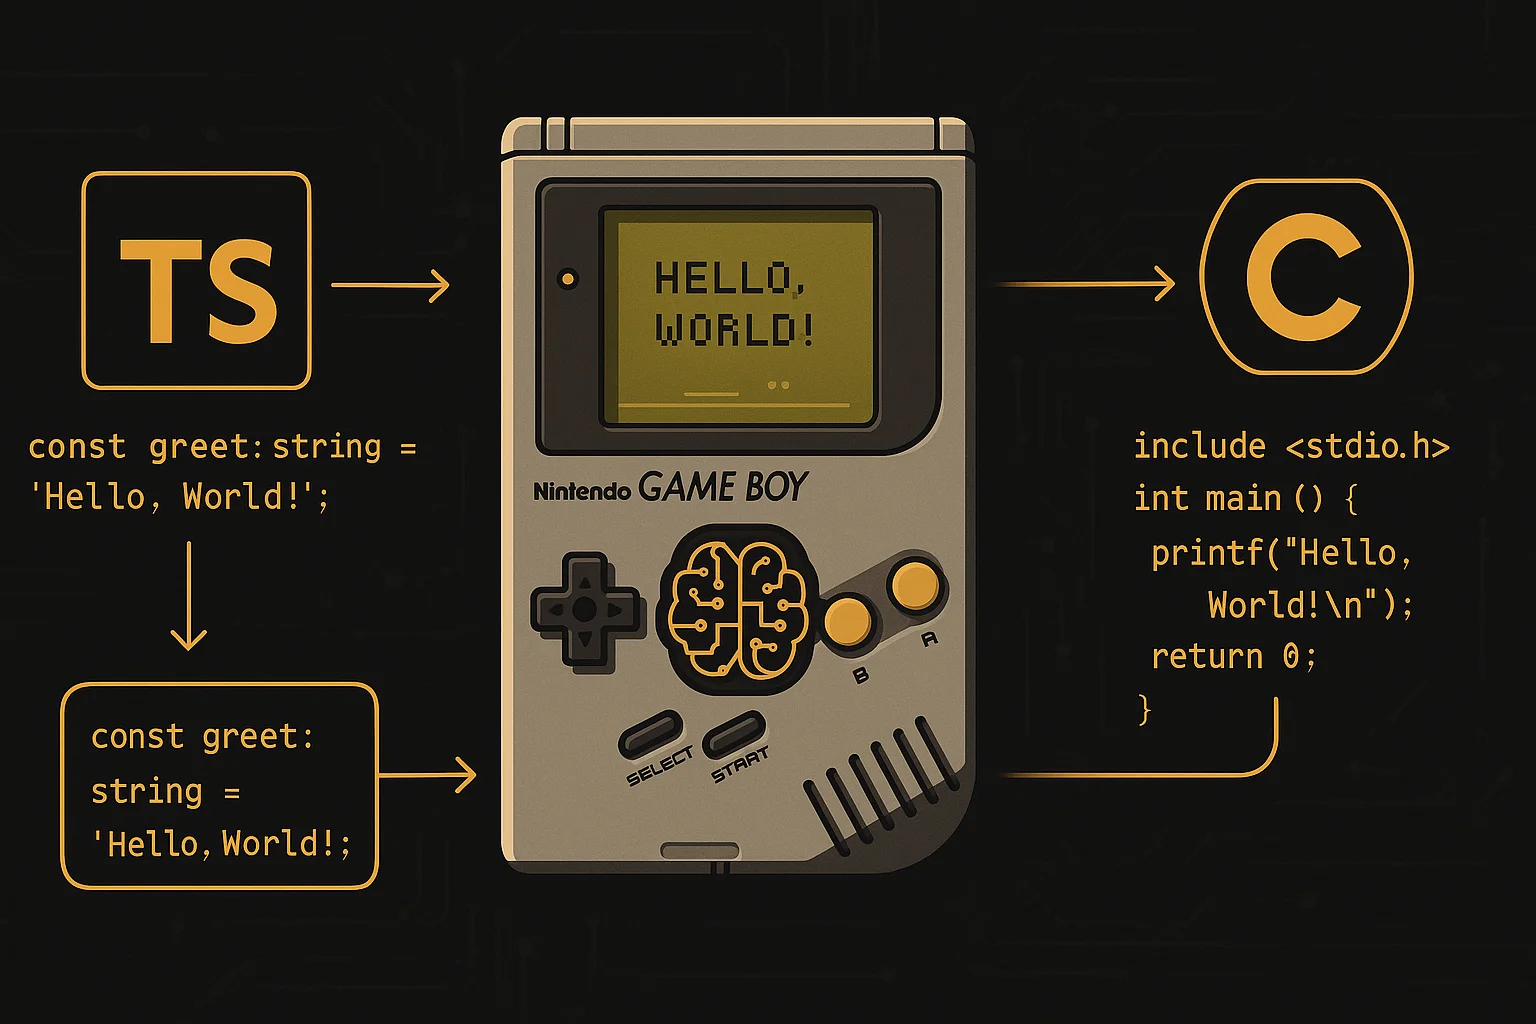 TS
const greet: string =
'Hello, World!';
const greet:
string =
'Hello, World!;
HELLO,
WORLD!
Nintendo GAME BOY
A
B
SELECT
START
C
include <stdio.h>
int main () {
printf("Hello,
World!\n");
return 0;
}